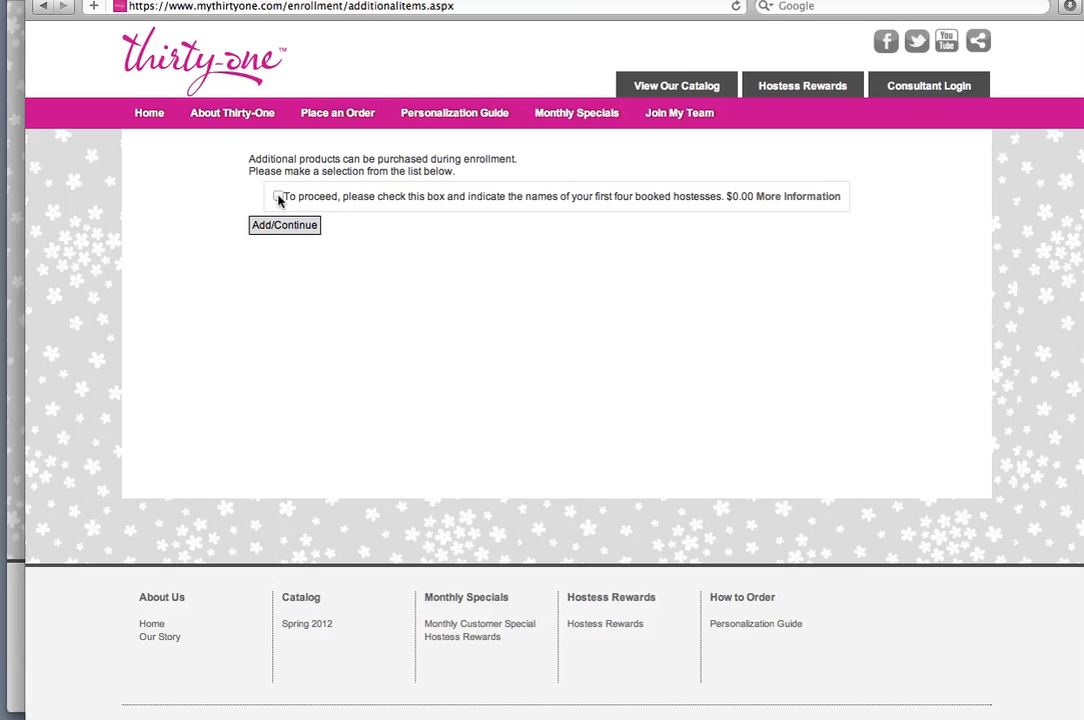 https://www.mythirtyone.com/enrollment/additionalitems.aspx
Google
thirty-one™
You
Tube
View Our Catalog
Hostess Rewards
Consultant Login
Home
About Thirty-One
Place an Order
Personalization Guide
Monthly Specials
Join My Team
Additional products can be purchased during enrollment.
Please make a selection from the list below.
To proceed, please check this box and indicate the names of your first four booked hostesses. $0.00 More Information
Add/Continue
About Us
Home
Our Story
Catalog
Spring 2012
Monthly Specials
Monthly Customer Special
Hostess Rewards
Hostess Rewards
Hostess Rewards
How to Order
Personalization Guide